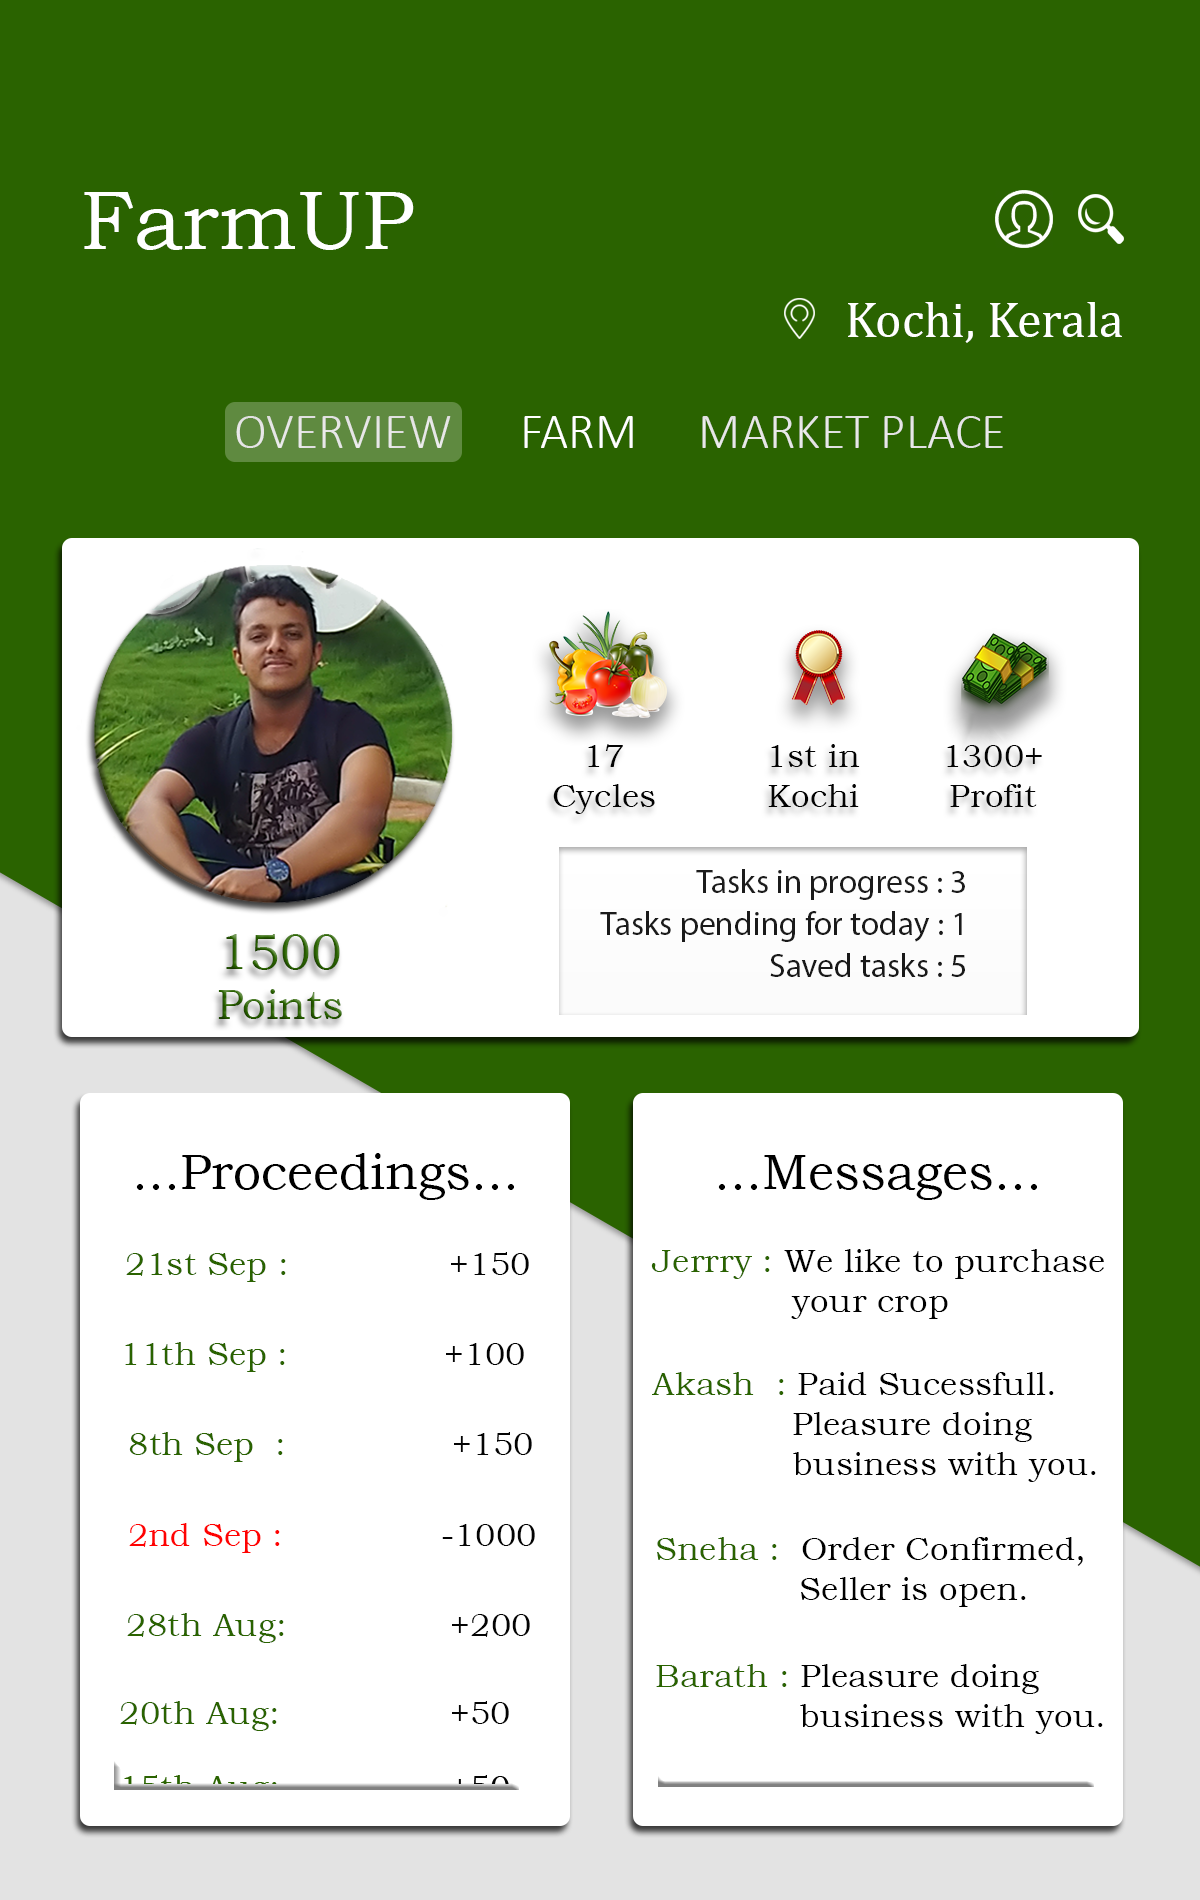 FarmUP
Kochi, Kerala
OVERVIEW FARM MARKET PLACE
17
Cycles
1st in
Kochi
1300+
Profit
Tasks in progress : 3
Tasks pending for today : 1
Saved tasks : 5
1500
Points
...Proceedings...
21st Sep : +150
11th Sep : +100
8th Sep : +150
2nd Sep : -1000
28th Aug: +200
20th Aug: +50
15th Aug: +50
...Messages...
Jerrry : We like to purchase
your crop
Akash : Paid Sucessfull.
Pleasure doing
business with you.
Sneha : Order Confirmed,
Seller is open.
Barath : Pleasure doing
business with you.